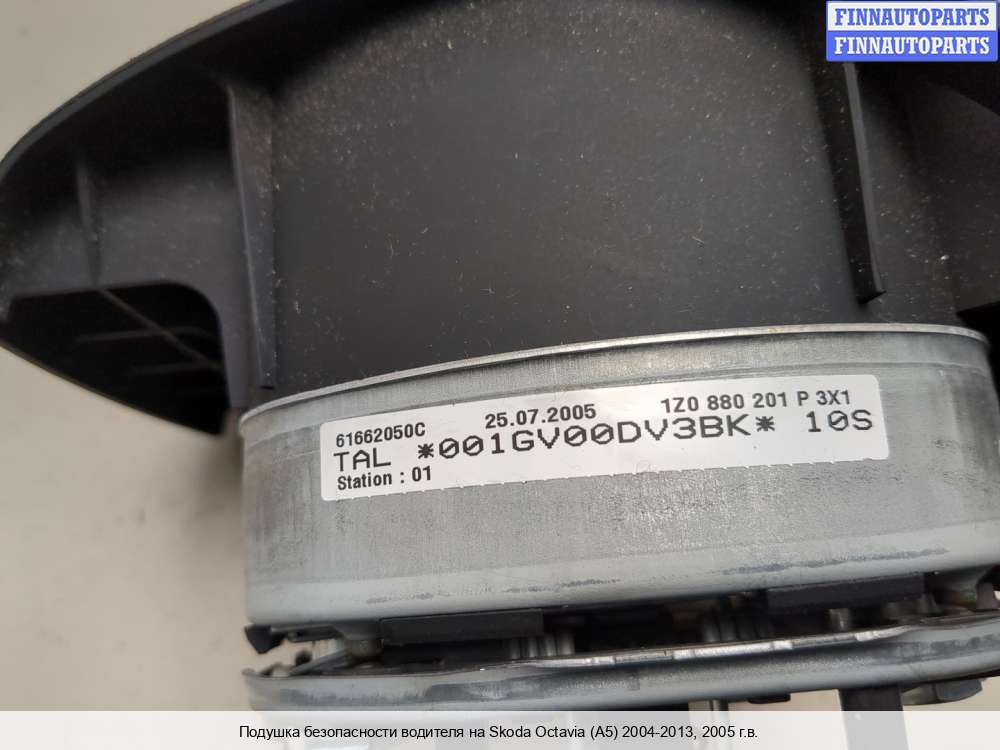 FINNAUTOPARTS
FINNAUTOPARTS
61662050C 25.07.2005 1Z0 880 201 P 3X1
TAL *001GV00DV3BK* 10S
Station : 01
Подушка безопасности водителя на Skoda Octavia (A5) 2004-2013, 2005 г.в.